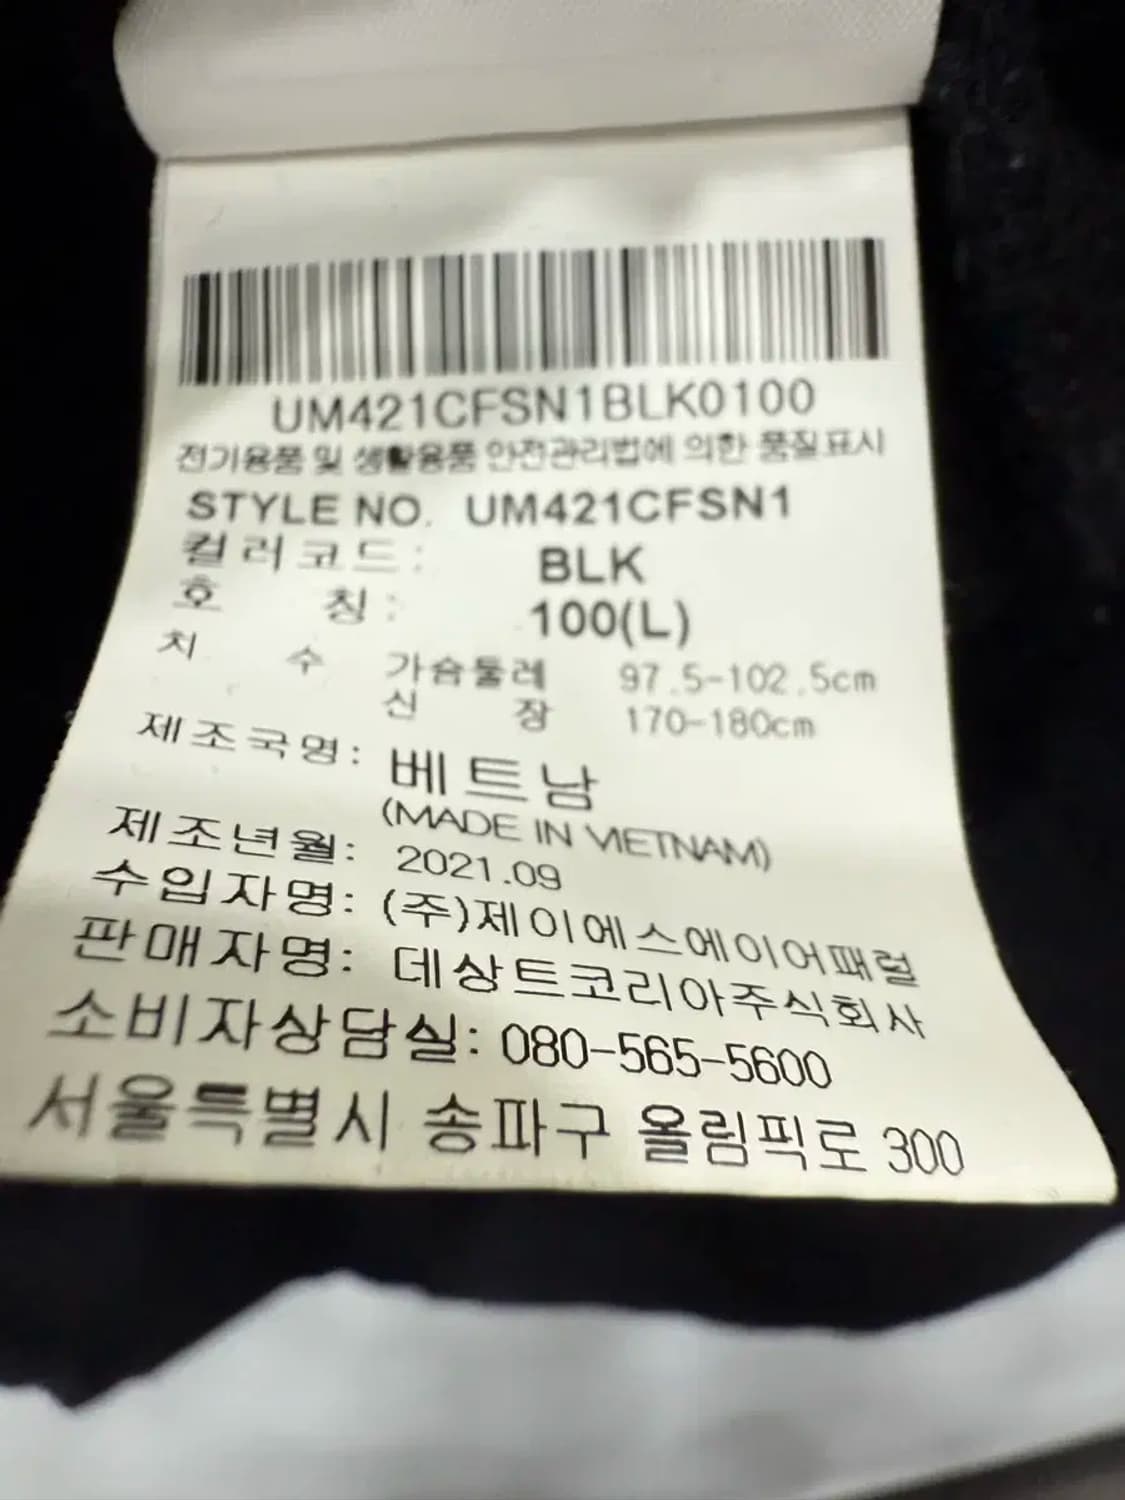 UM421CFSN1BLK0100
전기용품 및 생활용품 안전관리법에 의한 품질표시
STYLE NO. UM421CFSN1
컬러코드: BLK
호 칭: 100(L)
치 수 가슴둘레 97.5-102.5cm
신 장 170-180cm
제조국명: 베트남
(MADE IN VIETNAM)
제조년월: 2021.09
수입자명: (주)제이에스에이어패럴
판매자명: 데상트코리아주식회사
소비자상담실: 080-565-5600
서울특별시 송파구 올림픽로 300